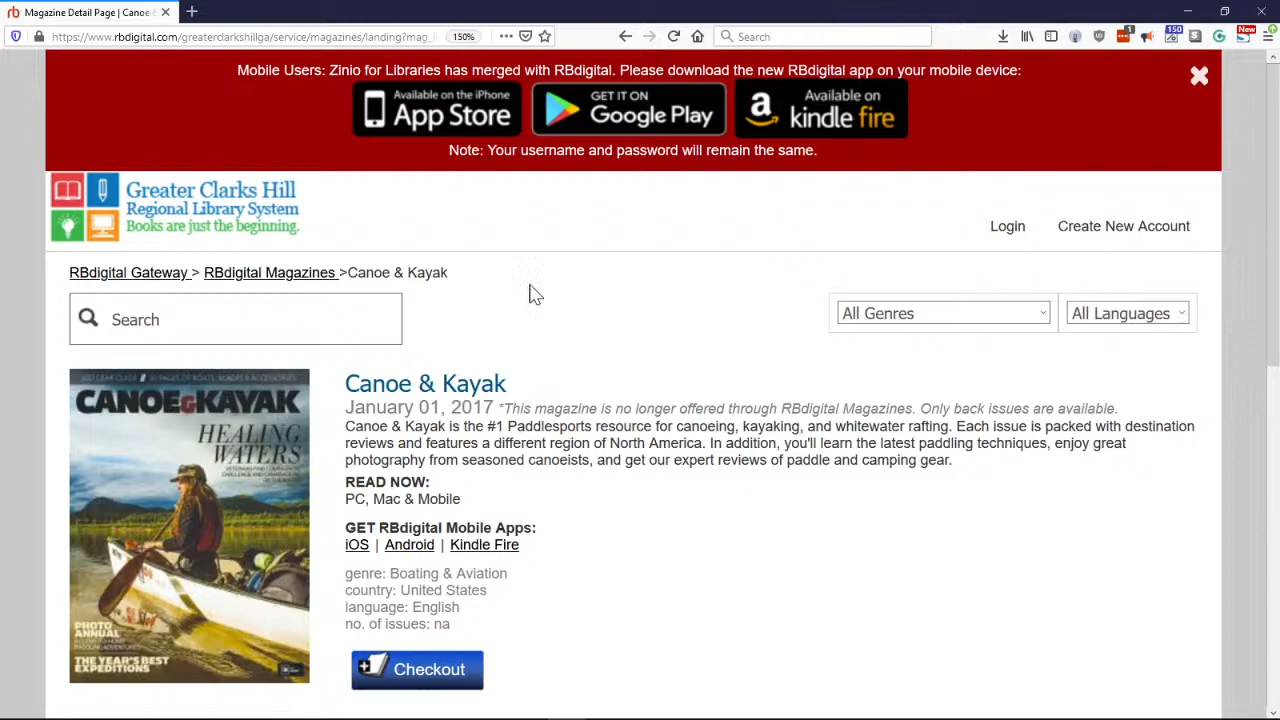 Magazine Detail Page | Canoe &
https://www.rbdigital.com/greaterclarkshillga/service/magazines/landing?mag
150%
Search
1
150
New
Mobile Users: Zinio for Libraries has merged with RBdigital. Please download the new RBdigital app on your mobile device:
Available on the iPhone
App Store
GET IT ON
Google Play
Available on
kindle fire
Note: Your username and password will remain the same.
Greater Clarks Hill
Regional Library System
Books are just the beginning.
Login
Create New Account
RBdigital Gateway > RBdigital Magazines >Canoe & Kayak
Search
All Genres
All Languages
CANOE&KAYAK
HEALING
WATERS
PHOTO
ANNUAL
THE YEAR'S BEST
EXPEDITIONS
Canoe & Kayak
January 01, 2017 *This magazine is no longer offered through RBdigital Magazines. Only back issues are available.
Canoe & Kayak is the #1 Paddlesports resource for canoeing, kayaking, and whitewater rafting. Each issue is packed with destination
reviews and features a different region of North America. In addition, you'll learn the latest paddling techniques, enjoy great
photography from seasoned canoeists, and get our expert reviews of paddle and camping gear.
READ NOW:
PC, Mac & Mobile
GET RBdigital Mobile Apps:
iOS | Android | Kindle Fire
genre: Boating & Aviation
country: United States
language: English
no. of issues: na
Checkout